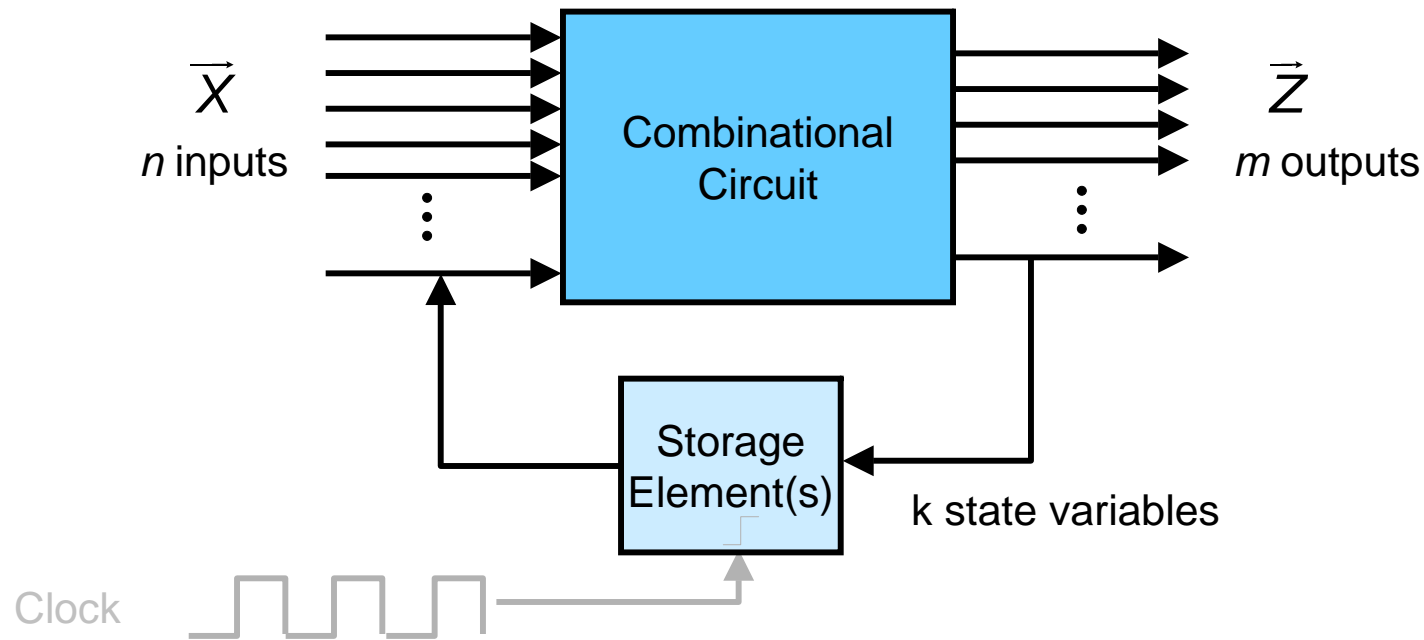 X
n inputs
Combinational
Circuit
Z
m outputs
Storage
Element(s)
k state variables
Clock